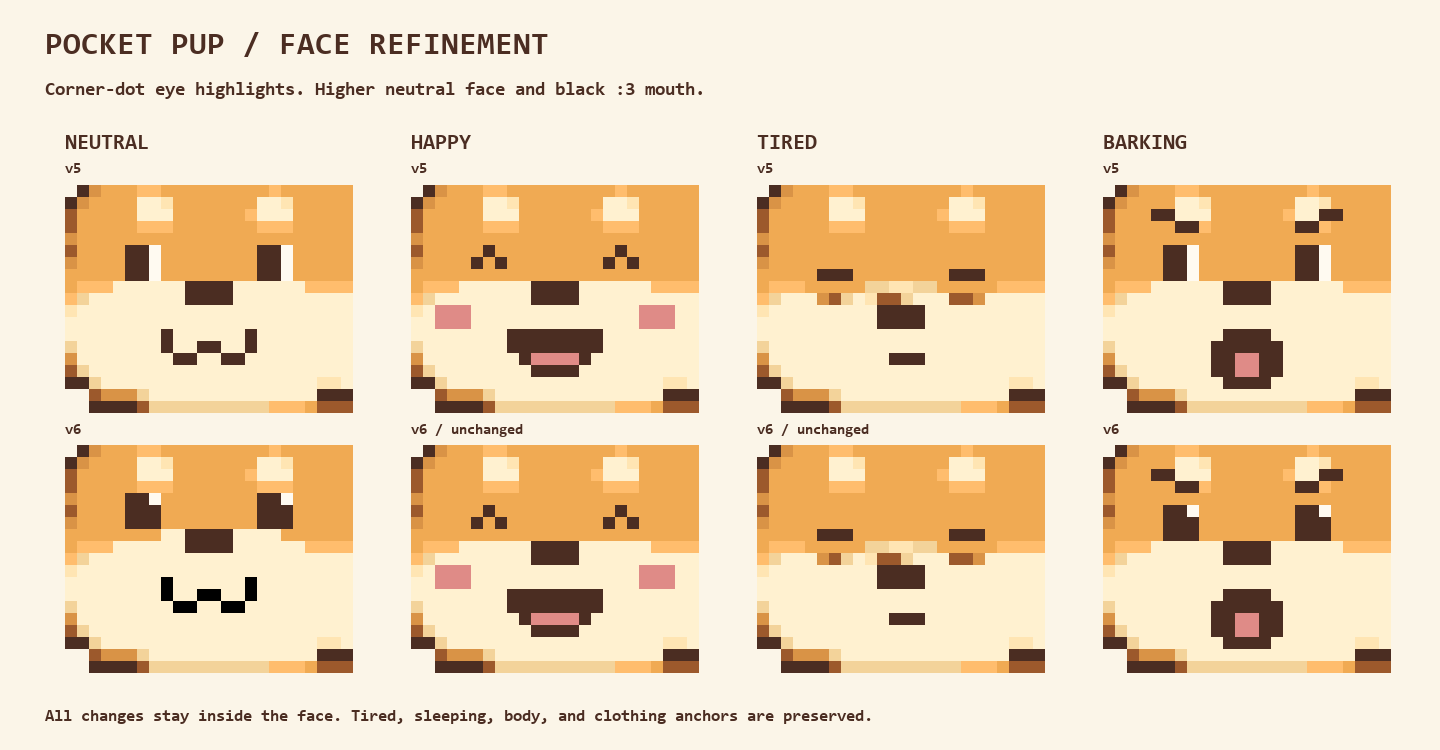 POCKET PUP / FACE REFINEMENT
Corner-dot eye highlights. Higher neutral face and black :3 mouth.
NEUTRAL HAPPY TIRED BARKING
v5 v5 v5 v5
v6 v6 / unchanged v6 / unchanged v6
All changes stay inside the face. Tired, sleeping, body, and clothing anchors are preserved.